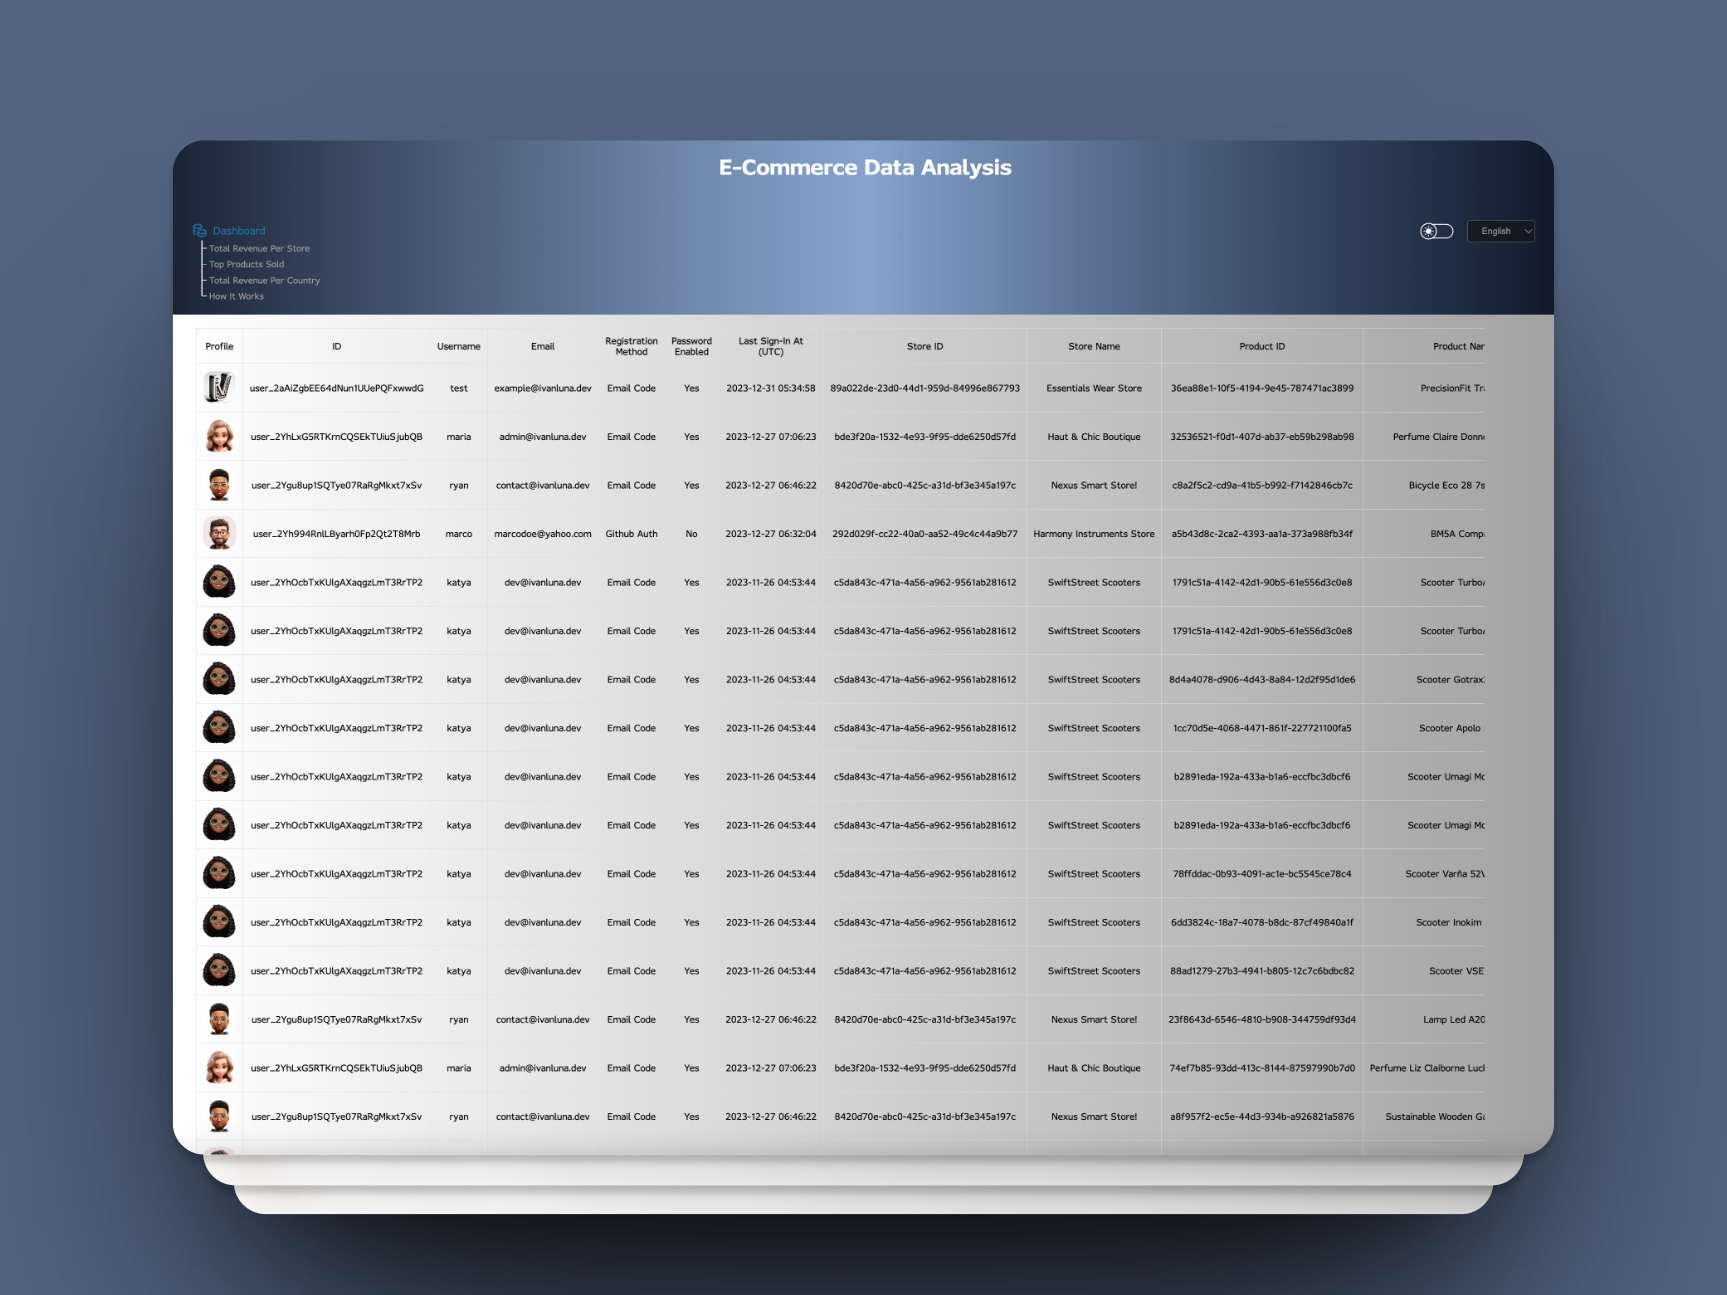 E-Commerce Data Analysis
Dashboard
Total Revenue Per Store
Top Products Sold
Total Revenue Per Country
How It Works
English
Profile ID Username Email Registration Method Password Enabled Last Sign-In At (UTC) Store ID Store Name Product ID Product Nar
user_2aAiZgbEE64dNun1UUePQFxwwdG test example@ivanluna.dev Email Code Yes 2023-12-31 05:34:58 89a022de-23d0-44d1-959d-84996e867793 Essentials Wear Store 36ea88e1-10f5-4194-9e45-787471ac3899 PrecisionFit Tr
user_2YhLxG5RTKrnCQSEkTUiuSjubQB maria admin@ivanluna.dev Email Code Yes 2023-12-27 07:06:23 bde3f20a-1532-4e93-9f95-dde6250d57fd Haut & Chic Boutique 32536521-f0d1-407d-ab37-eb59b298ab98 Perfume Claire Donn
user_2Ygu8up1SQTye07RaRgMkxt7xSv ryan contact@ivanluna.dev Email Code Yes 2023-12-27 06:46:22 8420d70e-abc0-425c-a31d-bf3e345a197c Nexus Smart Store! c8a2f5c2-cd9a-41b5-b992-f7142846cb7c Bicycle Eco 28 7s
user_2Yh994RnlLByarh0Fp2Qt2T8Mrb marco marcodoe@yahoo.com Github Auth No 2023-12-27 06:32:04 292d029f-cc22-40a0-aa52-49c4c44a9b77 Harmony Instruments Store a5b43d8c-2ca2-4393-aa1a-373a988fb34f BMSA Comp
user_2YhOcbTxKUlgAXaqgzLmT3RrTP2 katya dev@ivanluna.dev Email Code Yes 2023-11-26 04:53:44 c5da843c-471a-4a56-a962-9561ab281612 SwiftStreet Scooters 1791c51a-4142-42d1-90b5-61e556d3c0e8 Scooter Turbo
user_2YhOcbTxKUlgAXaqgzLmT3RrTP2 katya dev@ivanluna.dev Email Code Yes 2023-11-26 04:53:44 c5da843c-471a-4a56-a962-9561ab281612 SwiftStreet Scooters 1791c51a-4142-42d1-90b5-61e556d3c0e8 Scooter Turbo
user_2YhOcbTxKUlgAXaqgzLmT3RrTP2 katya dev@ivanluna.dev Email Code Yes 2023-11-26 04:53:44 c5da843c-471a-4a56-a962-9561ab281612 SwiftStreet Scooters 8d4a4078-d906-4d43-8a84-12d2f95d1de6 Scooter Gotrax
user_2YhOcbTxKUlgAXaqgzLmT3RrTP2 katya dev@ivanluna.dev Email Code Yes 2023-11-26 04:53:44 c5da843c-471a-4a56-a962-9561ab281612 SwiftStreet Scooters 1cc70d5e-4068-4471-861f-227721100fa5 Scooter Apolo
user_2YhOcbTxKUlgAXaqgzLmT3RrTP2 katya dev@ivanluna.dev Email Code Yes 2023-11-26 04:53:44 c5da843c-471a-4a56-a962-9561ab281612 SwiftStreet Scooters b2891eda-192a-433a-b1a6-eccfbc3dbcf6 Scooter Umagi Mc
user_2YhOcbTxKUlgAXaqgzLmT3RrTP2 katya dev@ivanluna.dev Email Code Yes 2023-11-26 04:53:44 c5da843c-471a-4a56-a962-9561ab281612 SwiftStreet Scooters b2891eda-192a-433a-b1a6-eccfbc3dbcf6 Scooter Umagi Mc
user_2YhOcbTxKUlgAXaqgzLmT3RrTP2 katya dev@ivanluna.dev Email Code Yes 2023-11-26 04:53:44 c5da843c-471a-4a56-a962-9561ab281612 SwiftStreet Scooters 78ffddac-0b93-4091-ac1e-bc5545ce78c4 Scooter Varña 52V
user_2YhOcbTxKUlgAXaqgzLmT3RrTP2 katya dev@ivanluna.dev Email Code Yes 2023-11-26 04:53:44 c5da843c-471a-4a56-a962-9561ab281612 SwiftStreet Scooters 6dd3824c-18a7-4078-b8dc-87cf49840a1f Scooter Inokim
user_2YhOcbTxKUlgAXaqgzLmT3RrTP2 katya dev@ivanluna.dev Email Code Yes 2023-11-26 04:53:44 c5da843c-471a-4a56-a962-9561ab281612 SwiftStreet Scooters 88ad1279-27b3-4941-b805-12c7c6bdbc82 Scooter VSE
user_2Ygu8up1SQTye07RaRgMkxt7xSv ryan contact@ivanluna.dev Email Code Yes 2023-12-27 06:46:22 8420d70e-abc0-425c-a31d-bf3e345a197c Nexus Smart Store! 23f8643d-6546-4810-b908-344759df93d4 Lamp Led A20
user_2YhLxG5RTKrnCQSEkTUiuSjubQB maria admin@ivanluna.dev Email Code Yes 2023-12-27 07:06:23 bde3f20a-1532-4e93-9f95-dde6250d57fd Haut & Chic Boutique 74ef7b85-93dd-413c-8144-87597990b7d0 Perfume Liz Claiborne Luc
user_2Ygu8up1SQTye07RaRgMkxt7xSv ryan contact@ivanluna.dev Email Code Yes 2023-12-27 06:46:22 8420d70e-abc0-425c-a31d-bf3e345a197c Nexus Smart Store! a8f957f2-ec5e-44d3-934b-a926821a5876 Sustainable Wooden Ga